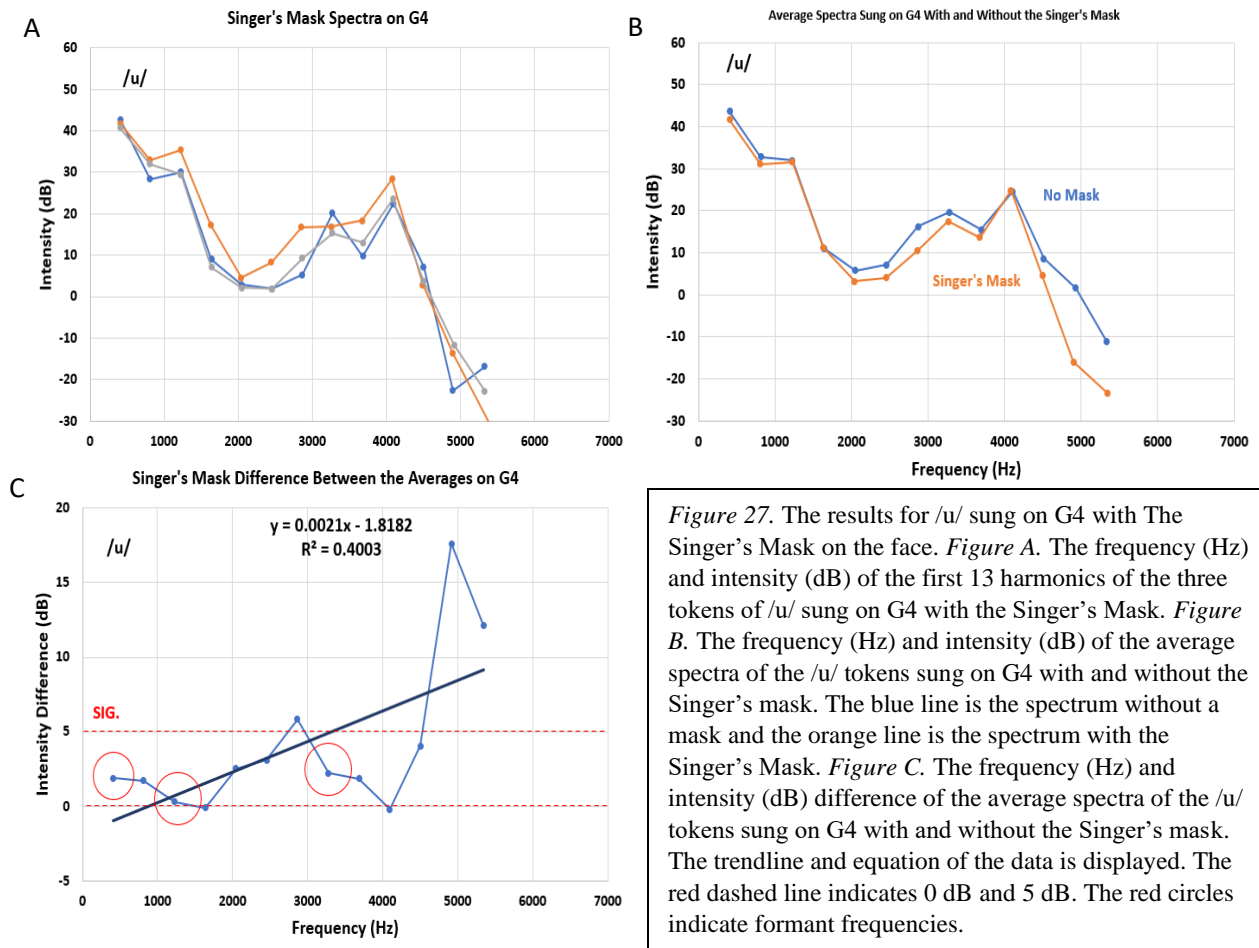 A
Singer's Mask Spectra on G4
/u/
Intensity (dB)
60
50
40
30
20
10
0
-10
-20
-30
0 1000 2000 3000 4000 5000 6000 7000
B
Average Spectra Sung on G4 With and Without the Singer's Mask
/u/
Intensity (dB)
60
50
40
30
20
10
0
-10
-20
-30
No Mask
Singer's Mask
0 1000 2000 3000 4000 5000 6000 7000
Frequency (Hz)
C
Singer's Mask Difference Between the Averages on G4
/u/
y = 0.0021x - 1.8182
R² = 0.4003
SIG.
Intensity Difference (dB)
20
15
10
5
0
-5
0 1000 2000 3000 4000 5000 6000 7000
Frequency (Hz)
Figure 27. The results for /u/ sung on G4 with The
Singer’s Mask on the face. Figure A. The frequency (Hz)
and intensity (dB) of the first 13 harmonics of the three
tokens of /u/ sung on G4 with the Singer’s Mask. Figure
B. The frequency (Hz) and intensity (dB) of the average
spectra of the /u/ tokens sung on G4 with and without the
Singer’s mask. The blue line is the spectrum without a
mask and the orange line is the spectrum with the
Singer’s Mask. Figure C. The frequency (Hz) and
intensity (dB) difference of the average spectra of the /u/
tokens sung on G4 with and without the Singer’s mask.
The trendline and equation of the data is displayed. The
red dashed line indicates 0 dB and 5 dB. The red circles
indicate formant frequencies.